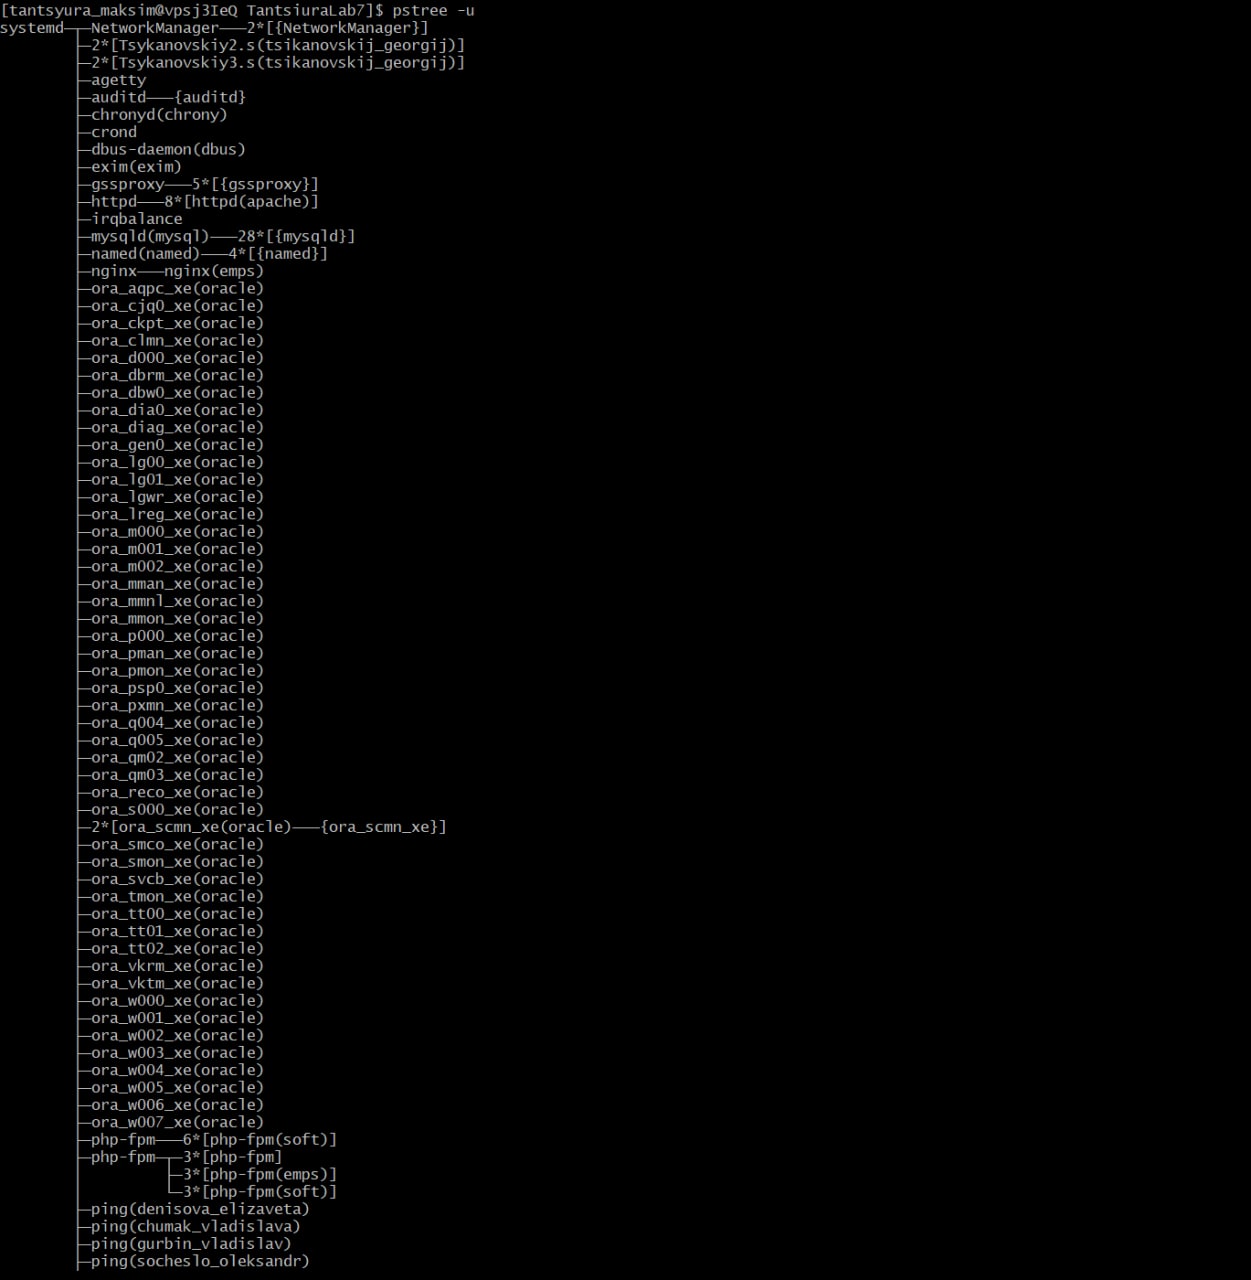 [tantsyura_maksim@vpsj3IeQ TantsiuraLab7]$ pstree -u
systemd─┬─NetworkManager───2*[{NetworkManager}]
        ├─2*[Tsykanovskiy2.s(tsikanovskij_georgij)]
        ├─2*[Tsykanovskiy3.s(tsikanovskij_georgij)]
        ├─agetty
        ├─auditd───{auditd}
        ├─chronyd(chrony)
        ├─crond
        ├─dbus-daemon(dbus)
        ├─exim(exim)
        ├─gssproxy───5*[{gssproxy}]
        ├─httpd───8*[httpd(apache)]
        ├─irqbalance
        ├─mysqld(mysql)───28*[{mysqld}]
        ├─named(named)───4*[{named}]
        ├─nginx───nginx(emps)
        ├─ora_aqpc_xe(oracle)
        ├─ora_cjq0_xe(oracle)
        ├─ora_ckpt_xe(oracle)
        ├─ora_clmn_xe(oracle)
        ├─ora_d000_xe(oracle)
        ├─ora_dbrm_xe(oracle)
        ├─ora_dbw0_xe(oracle)
        ├─ora_dia0_xe(oracle)
        ├─ora_diag_xe(oracle)
        ├─ora_gen0_xe(oracle)
        ├─ora_lg00_xe(oracle)
        ├─ora_lg01_xe(oracle)
        ├─ora_lgwr_xe(oracle)
        ├─ora_lreg_xe(oracle)
        ├─ora_m000_xe(oracle)
        ├─ora_m001_xe(oracle)
        ├─ora_m002_xe(oracle)
        ├─ora_mman_xe(oracle)
        ├─ora_mmnl_xe(oracle)
        ├─ora_mmon_xe(oracle)
        ├─ora_p000_xe(oracle)
        ├─ora_pman_xe(oracle)
        ├─ora_pmon_xe(oracle)
        ├─ora_psp0_xe(oracle)
        ├─ora_pxmn_xe(oracle)
        ├─ora_q004_xe(oracle)
        ├─ora_q005_xe(oracle)
        ├─ora_qm02_xe(oracle)
        ├─ora_qm03_xe(oracle)
        ├─ora_reco_xe(oracle)
        ├─ora_s000_xe(oracle)
        ├─2*[ora_scmn_xe(oracle)───{ora_scmn_xe}]
        ├─ora_smco_xe(oracle)
        ├─ora_smon_xe(oracle)
        ├─ora_svcb_xe(oracle)
        ├─ora_tmon_xe(oracle)
        ├─ora_tt00_xe(oracle)
        ├─ora_tt01_xe(oracle)
        ├─ora_tt02_xe(oracle)
        ├─ora_vkrm_xe(oracle)
        ├─ora_vktm_xe(oracle)
        ├─ora_w000_xe(oracle)
        ├─ora_w001_xe(oracle)
        ├─ora_w002_xe(oracle)
        ├─ora_w003_xe(oracle)
        ├─ora_w004_xe(oracle)
        ├─ora_w005_xe(oracle)
        ├─ora_w006_xe(oracle)
        ├─ora_w007_xe(oracle)
        ├─php-fpm───6*[php-fpm(soft)]
        ├─php-fpm─┬─3*[php-fpm]
        │         ├─3*[php-fpm(emps)]
        │         └─3*[php-fpm(soft)]
        ├─ping(denisova_elizaveta)
        ├─ping(chumak_vladislava)
        ├─ping(gurbin_vladislav)
        ├─ping(socheslo_oleksandr)